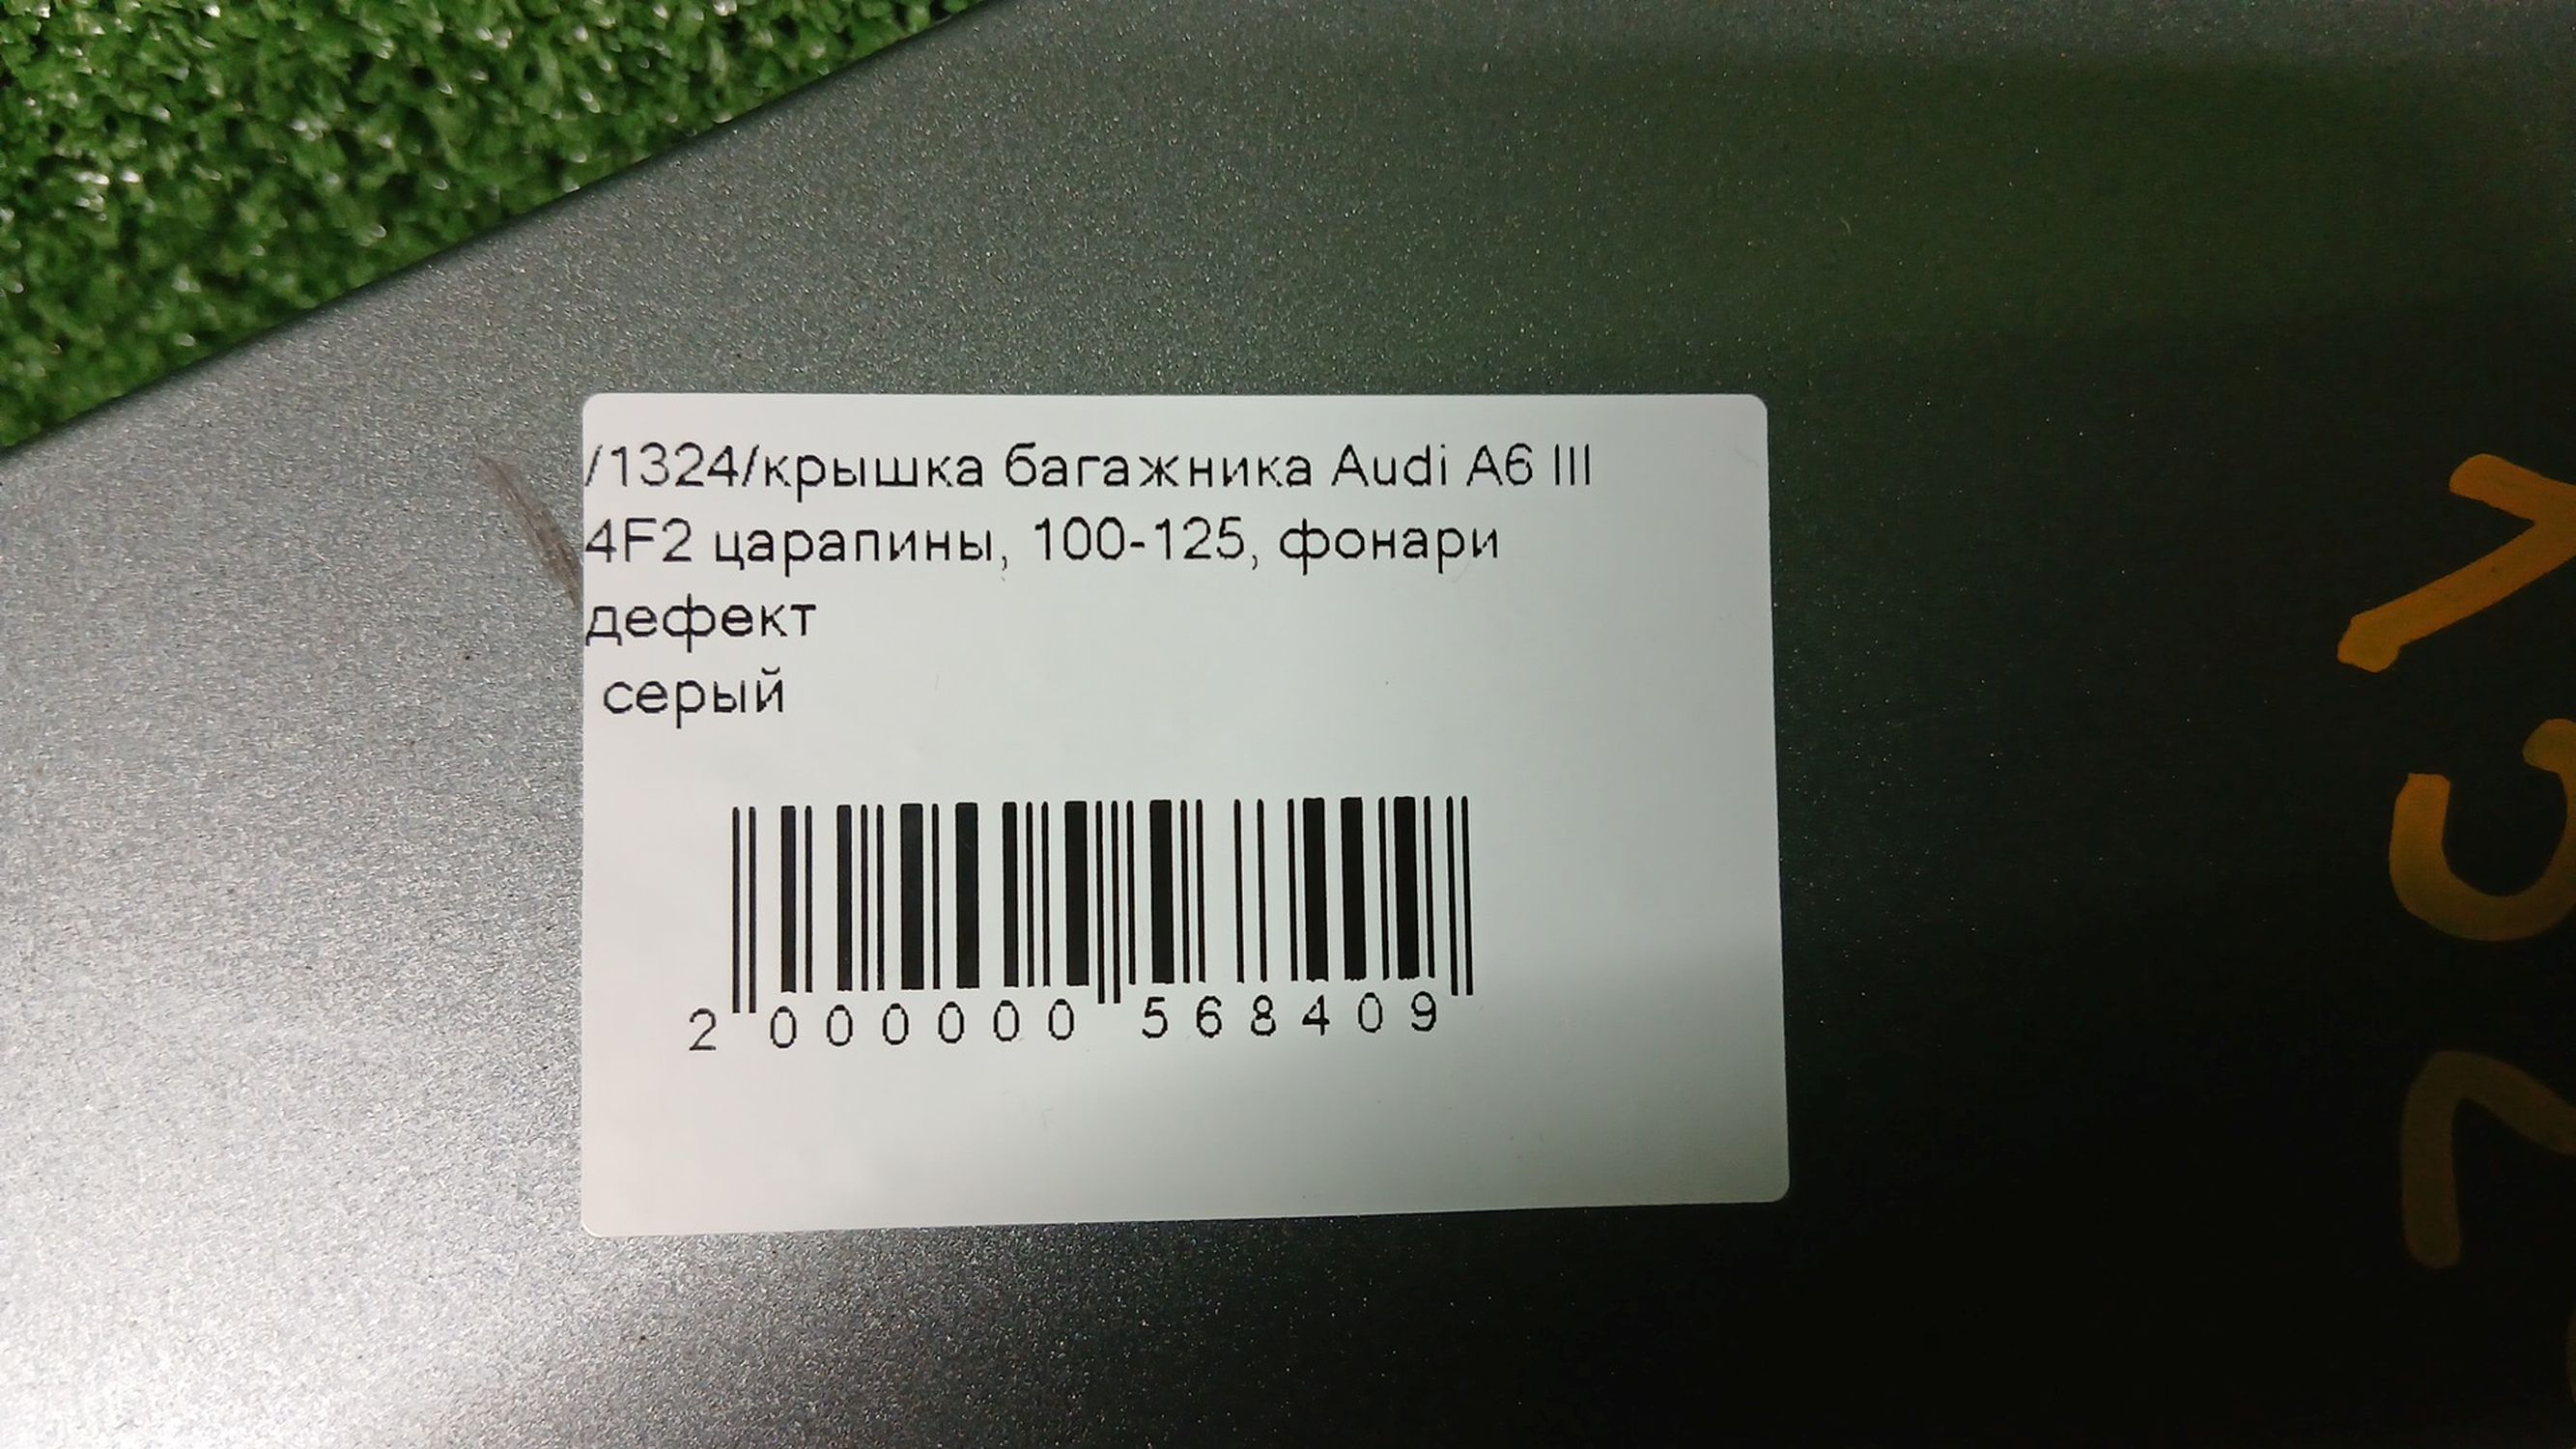 /1324/крышка багажника Audi A6 III
4F2 царапины, 100-125, фонари
дефект
серый
2 000000 568409